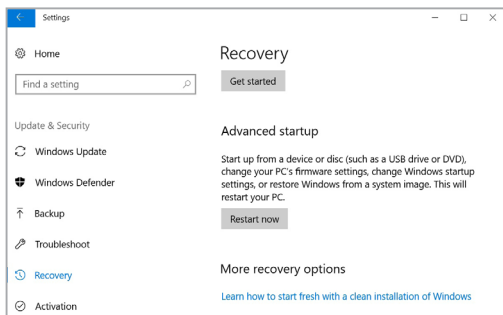 Settings
Home
Find a setting
Update & Security
Windows Update
Windows Defender
Backup
Troubleshoot
Recovery
Activation
Recovery
Get started
Advanced startup
Start up from a device or disc (such as a USB drive or DVD),
change your PC's firmware settings, change Windows startup
settings, or restore Windows from a system image. This will
restart your PC.
Restart now
More recovery options
Learn how to start fresh with a clean installation of Windows